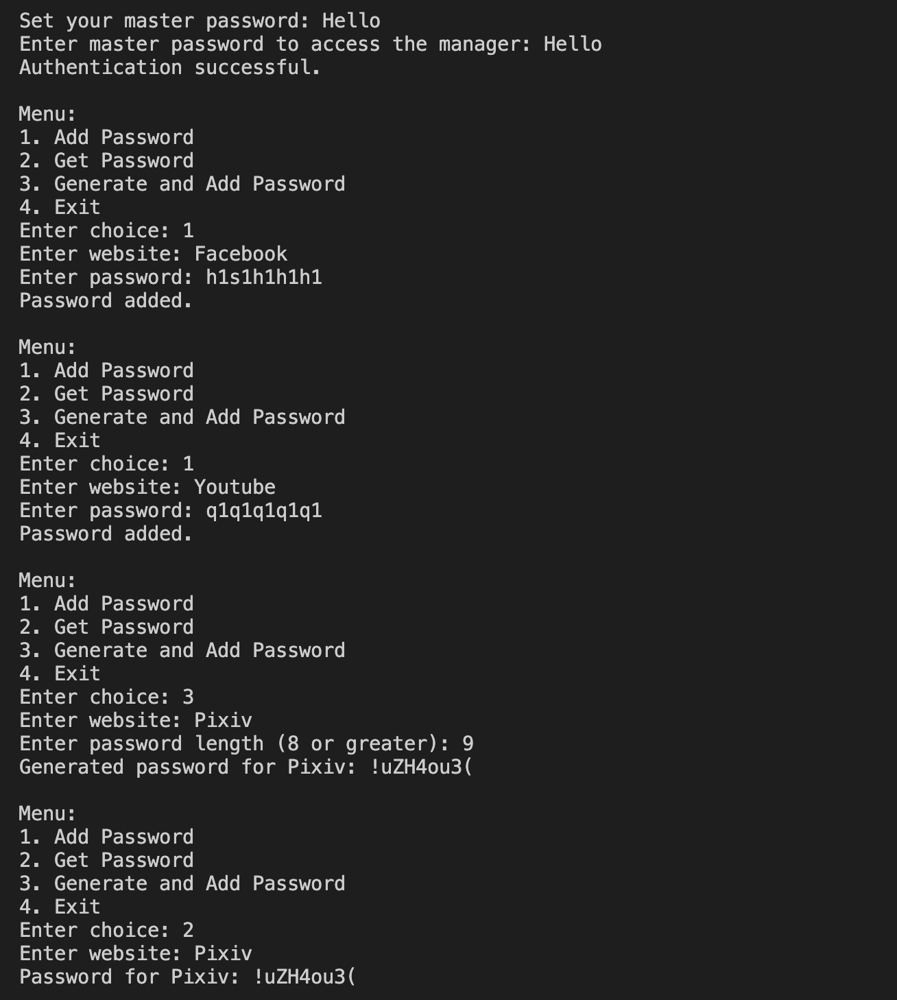 Set your master password: Hello
Enter master password to access the manager: Hello
Authentication successful.
Menu:
1. Add Password
2. Get Password
3. Generate and Add Password
4. Exit
Enter choice: 1
Enter website: Facebook
Enter password: h1s1h1h1h1
Password added.
Menu:
1. Add Password
2. Get Password
3. Generate and Add Password
4. Exit
Enter choice: 1
Enter website: Youtube
Enter password: q1q1q1q1q1
Password added.
Menu:
1. Add Password
2. Get Password
3. Generate and Add Password
4. Exit
Enter choice: 3
Enter website: Pixiv
Enter password length (8 or greater): 9
Generated password for Pixiv: !uZH4ou3(
Menu:
1. Add Password
2. Get Password
3. Generate and Add Password
4. Exit
Enter choice: 2
Enter website: Pixiv
Password for Pixiv: !uZH4ou3(